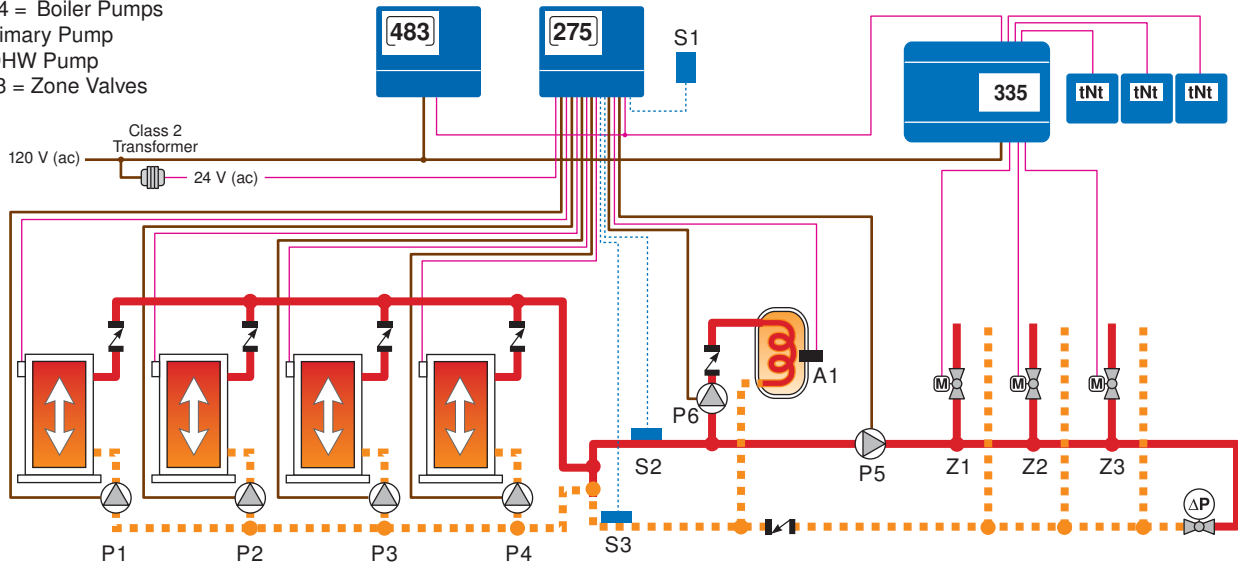 4 = Boiler Pumps
imary Pump
HW Pump
3 = Zone Valves
483
275
S1
335
tNt
tNt
tNt
Class 2
Transformer
120 V (ac)
24 V (ac)
A1
P6
M
M
M
S2
P5
Z1
Z2
Z3
ΔP
S3
P1
P2
P3
P4